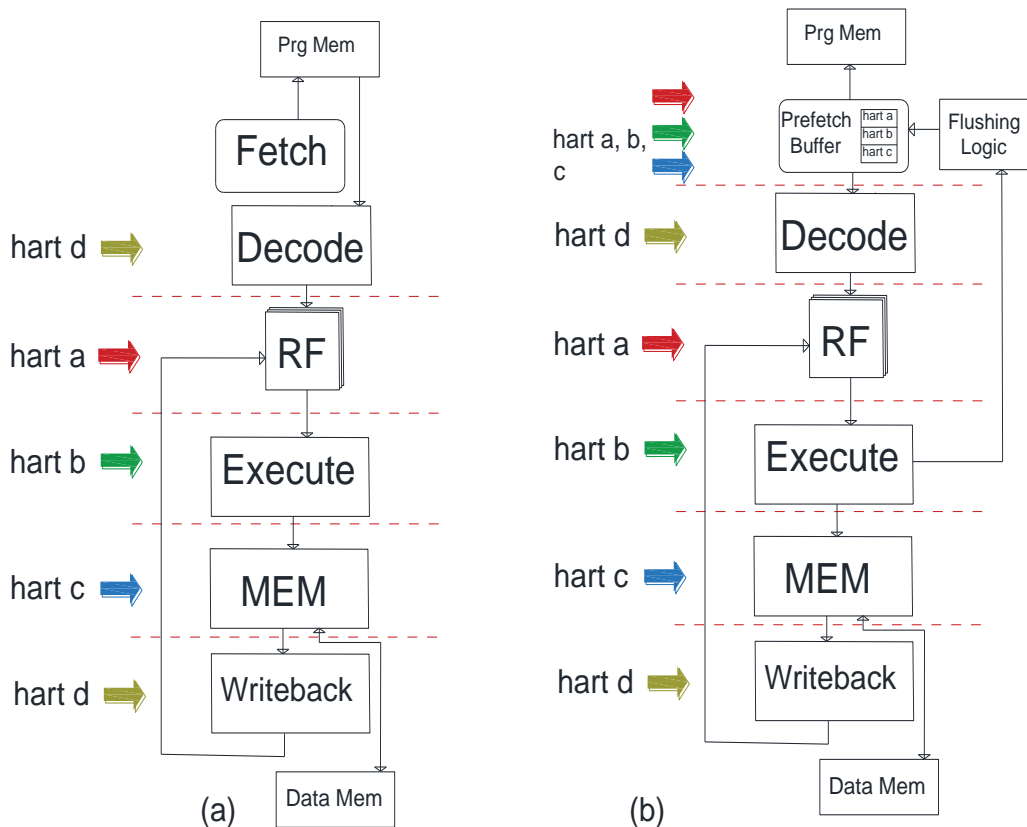 Prg Mem
Fetch
Decode
hart d
RF
hart a
Execute
hart b
MEM
hart c
Writeback
hart d
Data Mem
(a)
Prg Mem
hart a, b,
c
Prefetch
Buffer
hart a
hart b
hart c
Flushing
Logic
Decode
hart d
RF
hart a
Execute
hart b
MEM
hart c
Writeback
hart d
Data Mem
(b)